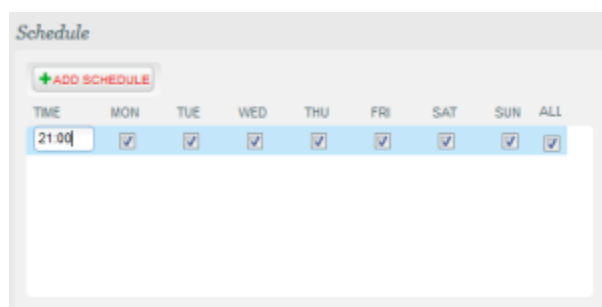 Schedule
ADD SCHEDULE
TIME MON TUE WED THU FRI SAT SUN ALL
21:00